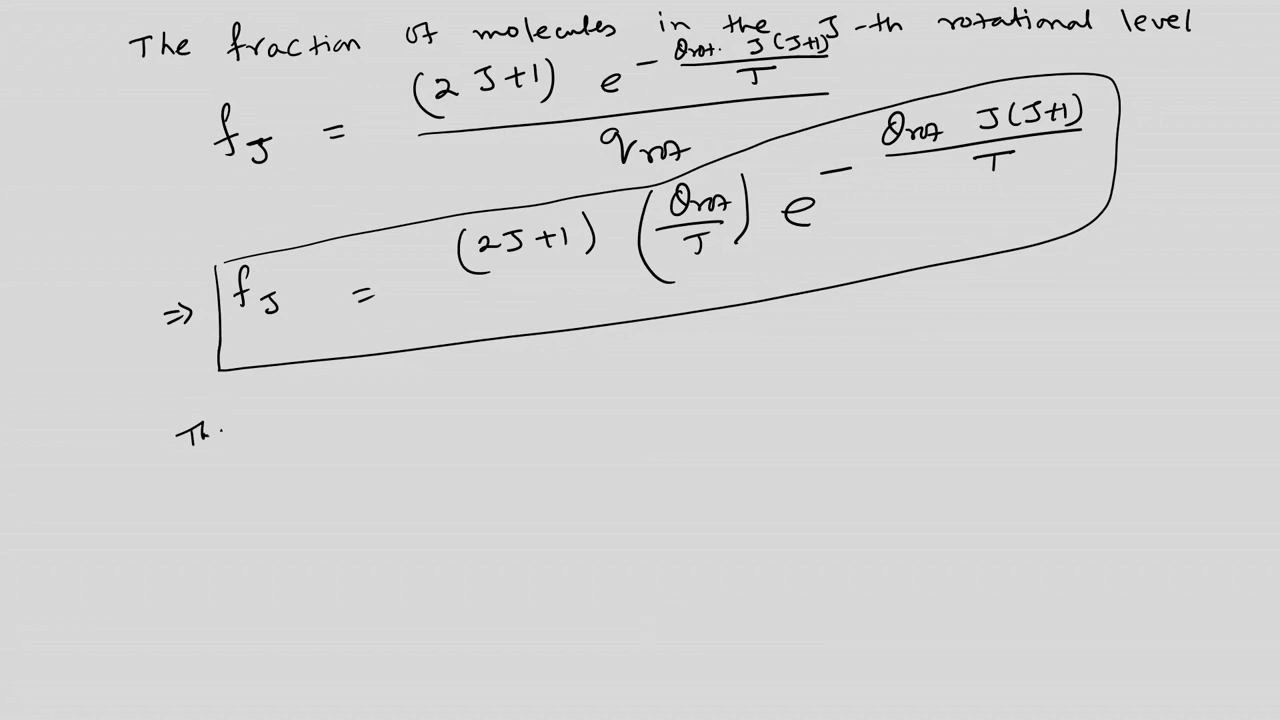 The fraction of molecules in the J-th rotational level
f_J = (2J+1) e^{-θrot. J(J+1)/T} / q_rot
⇒ f_J = (2J+1) (θrot/J) e^{-θrot J(J+1)/T}
Th.